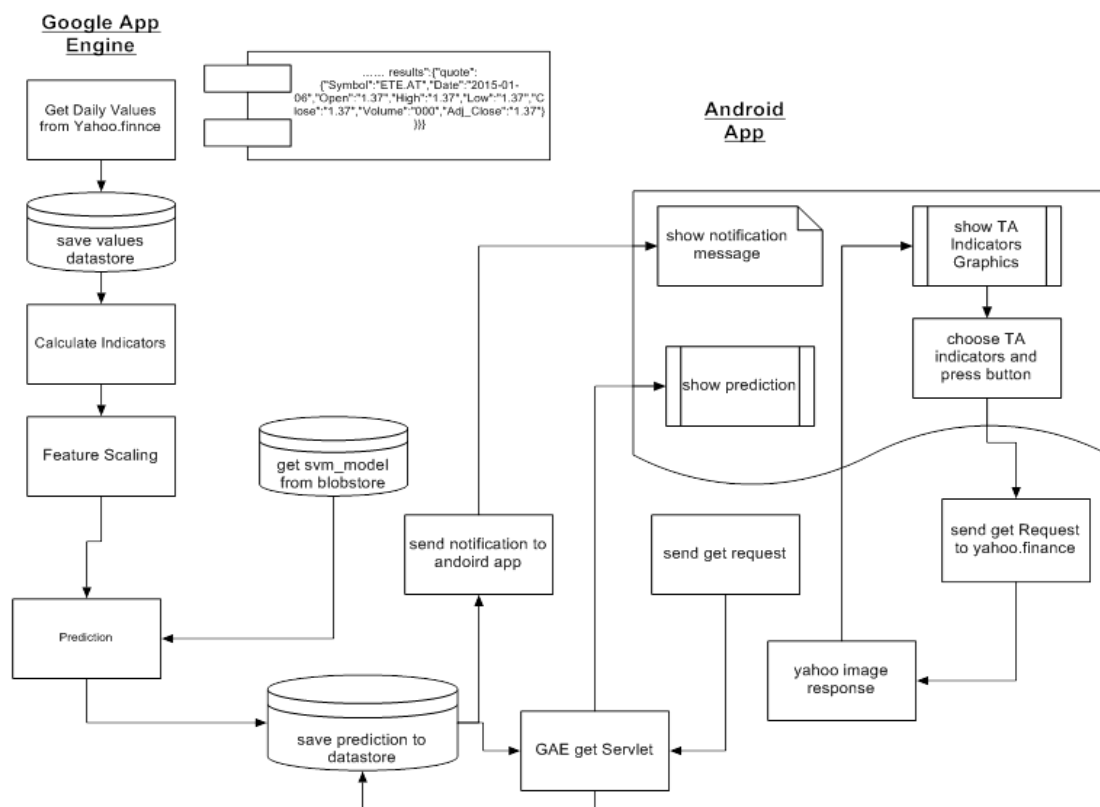 Google App
Engine
Get Daily Values
from Yahoo.finnce
...... results":{"quote":
{"Symbol":"ETE.AT","Date":"2015-01-
06","Open":"1.37","High":"1.37","Low":"1.37","C
lose":"1.37","Volume":"000","Adj_Close":"1.37"}
}}}
Android
App
save values
datastore
show notification
message
show TA
Indicators
Graphics
Calculate Indicators
choose TA
indicators and
press button
show prediction
Feature Scaling
get svm_model
from blobstore
send notification to
andoird app
send get request
send get Request
to yahoo.finance
Prediction
yahoo image
response
save prediction to
datastore
GAE get Servlet